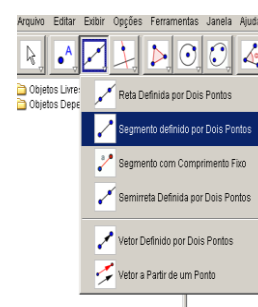 Arquivo Editar Exibir Opções Ferramentas Janela Ajuda
A
Objetos Livre
Objetos Depe
Reta Definida por Dois Pontos
Segmento definido por Dois Pontos
a
Segmento com Comprimento Fixo
Semirreta Definida por Dois Pontos
Vetor Definido por Dois Pontos
Vetor a Partir de um Ponto